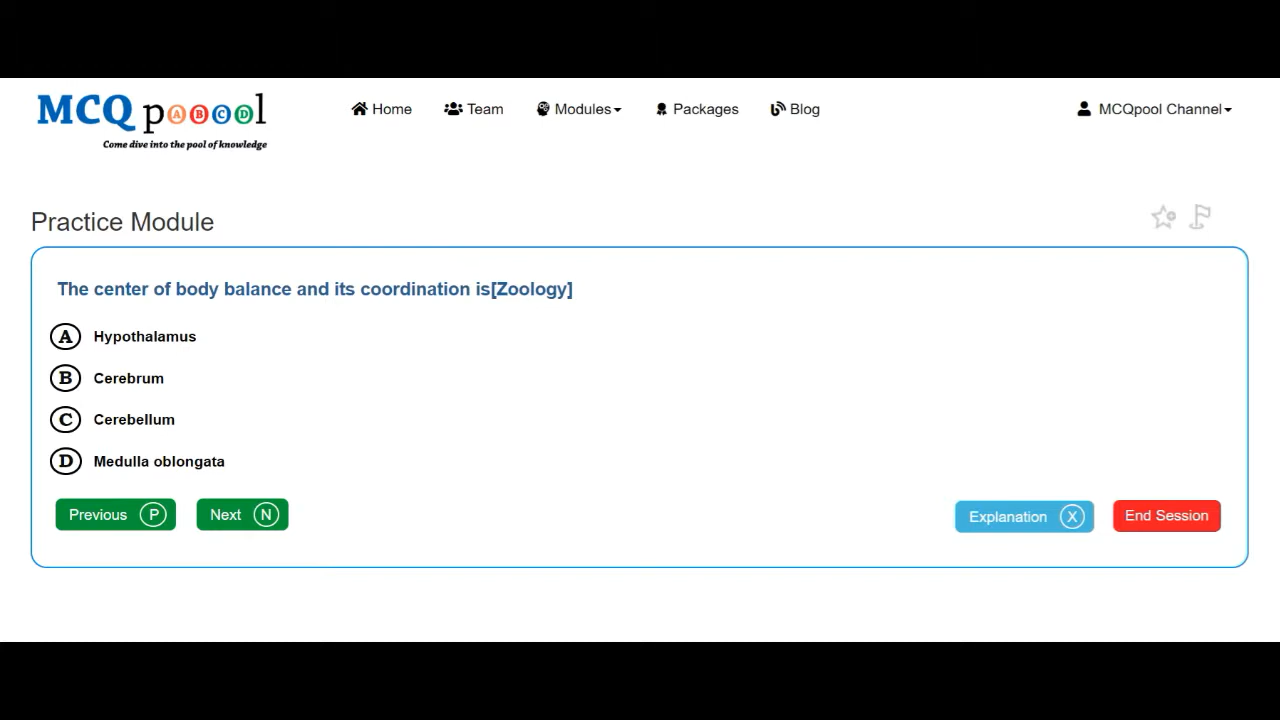 MCQ pooool
A B C D
Come dive into the pool of knowledge
Home Team Modules Packages Blog MCQpool Channel
Practice Module
The center of body balance and its coordination is[Zoology]
A Hypothalamus
B Cerebrum
C Cerebellum
D Medulla oblongata
Previous P Next N Explanation X End Session